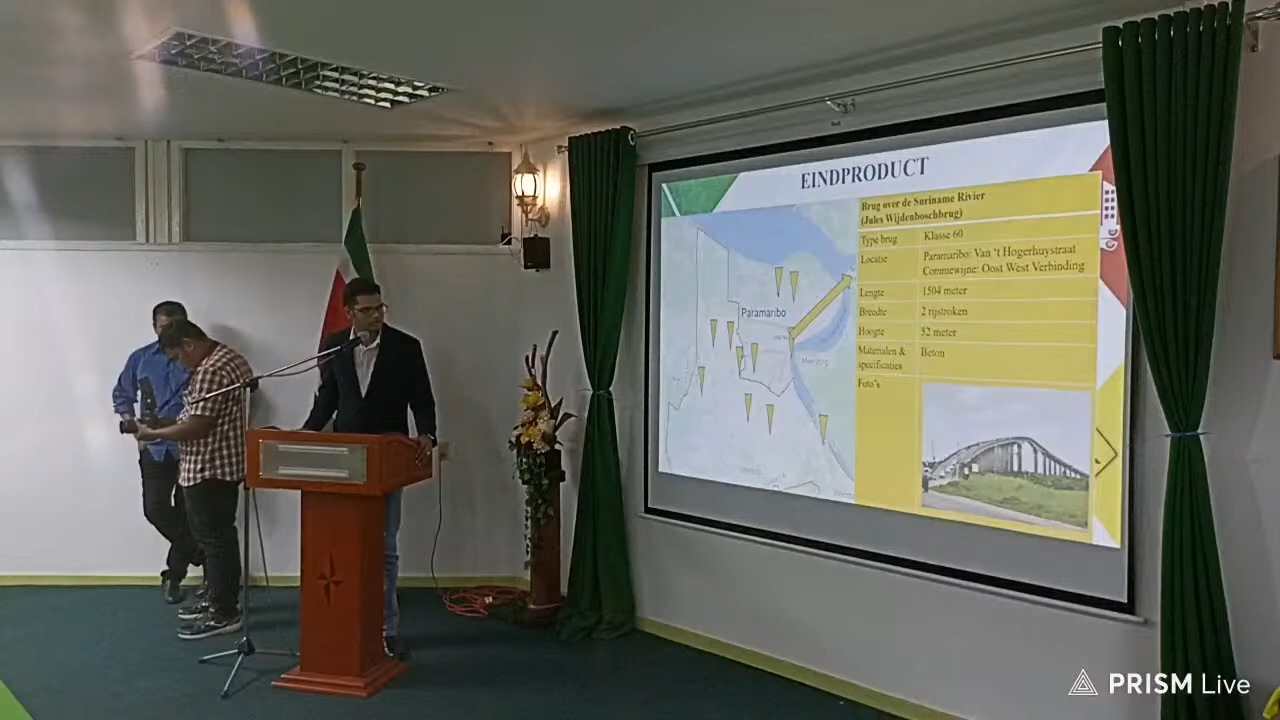 EINDPRODUCT
Brug over de Suriname Rivier
(Jules Wijdenboschbrug)
Type brug Klasse 60
Locatie Paramaribo: Van 't Hogerhuystraat
Commewijne: Oost West Verbinding
Lengte 1504 meter
Breedte 2 rijstroken
Hoogte 52 meter
Materialen & Beton
specificaties
Foto's
Paramaribo
PRISM Live